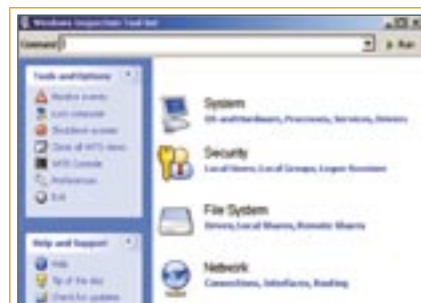 Windows Inspection Tool Set
Command
Run
Tools and Options
Monitor events
Lock computer
Shutdown system
Close all WITS views
WITS Console
Preferences
Exit
Help and Support
Help
Tip of the day
Check for updates
System
OS and Hardware, Processes, Services, Drivers
Security
Local Users, Local Groups, Logon Sessions
File System
Drives, Local Shares, Remote Shares
Network
Connections, Interfaces, Routing